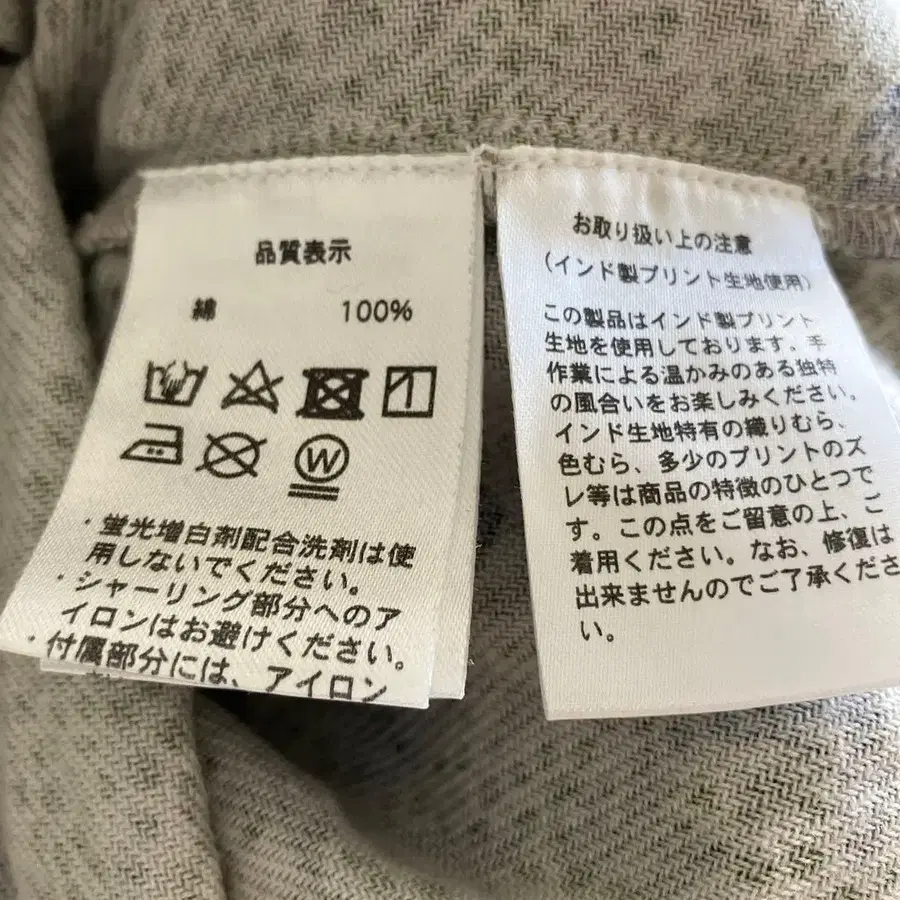 品質表示
綿 100%
W
・蛍光増白剤配合洗剤は使
用しないでください。
・シャーリング部分へのア
イロンはお避けください。
・付属部分には、アイロン
お取り扱い上の注意
(インド製プリント生地使用)
この製品はインド製プリント
生地を使用しております。手
作業による温かみのある独特
の風合いをお楽しみください。
インド生地特有の織りむら、
色むら、多少のプリントのズ
レ等は商品の特徴のひとつで
す。この点をご留意の上、ご
着用ください。なお、修復は
出来ませんのでご了承くださ
い。